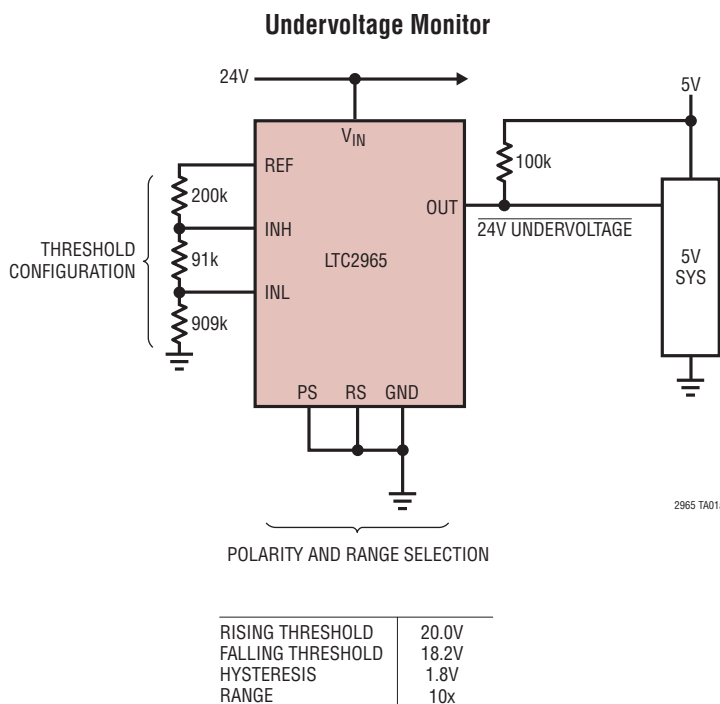 Undervoltage Monitor
24V
5V
VIN
REF
200k
100k
INH
OUT
THRESHOLD
CONFIGURATION
91k
LTC2965
24V UNDERVOLTAGE
5V
SYS
INL
909k
PS RS GND
POLARITY AND RANGE SELECTION
RISING THRESHOLD 20.0V
FALLING THRESHOLD 18.2V
HYSTERESIS 1.8V
RANGE 10x